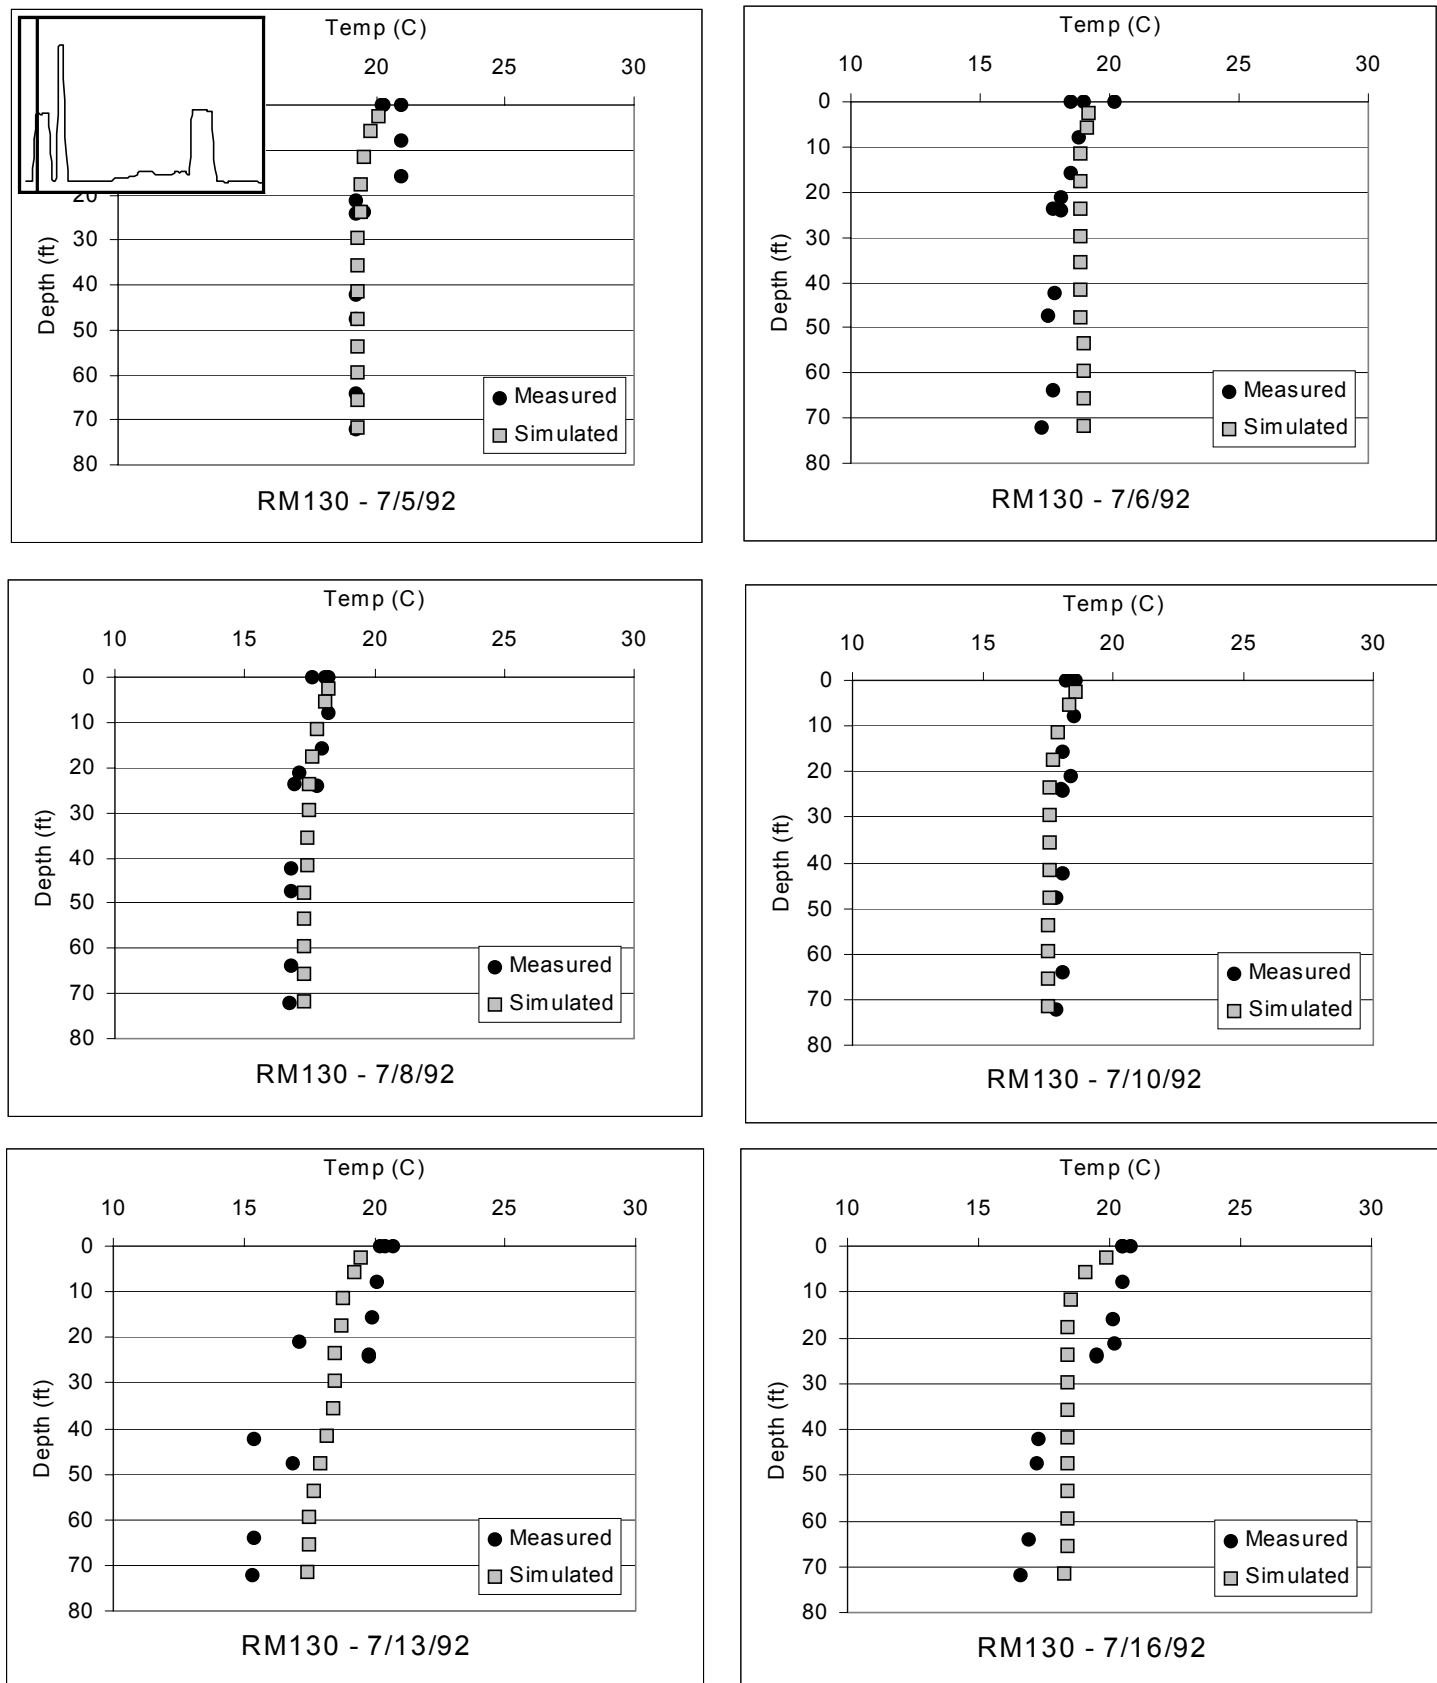 Temp (C)
20 25 30
20
30
40
50
60
70
80
Depth (ft)
Measured
Simulated
RM130 - 7/5/92
Temp (C)
10 15 20 25 30
0
10
20
30
40
50
60
70
80
Depth (ft)
Measured
Simulated
RM130 - 7/6/92
Temp (C)
10 15 20 25 30
0
10
20
30
40
50
60
70
80
Depth (ft)
Measured
Simulated
RM130 - 7/8/92
Temp (C)
10 15 20 25 30
0
10
20
30
40
50
60
70
80
Depth (ft)
Measured
Simulated
RM130 - 7/10/92
Temp (C)
10 15 20 25 30
0
10
20
30
40
50
60
70
80
Depth (ft)
Measured
Simulated
RM130 - 7/13/92
Temp (C)
10 15 20 25 30
0
10
20
30
40
50
60
70
80
Depth (ft)
Measured
Simulated
RM130 - 7/16/92